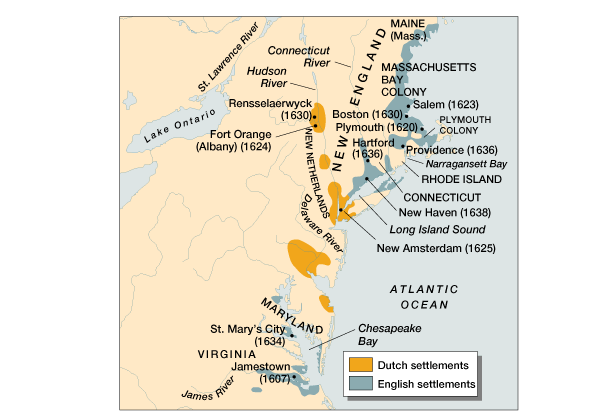 MAINE
(Mass.)
St. Lawrence River
Connecticut
River
NEW ENGLAND
Hudson
River
MASSACHUSETTS
BAY
COLONY
Rensselaerwyck
(1630)
Salem (1623)
Lake Ontario
Boston (1630)
PLYMOUTH
COLONY
Fort Orange
(Albany) (1624)
Plymouth (1620)
Hartford
(1636)
Providence (1636)
Narragansett Bay
NEW NETHERLANDS
RHODE ISLAND
CONNECTICUT
New Haven (1638)
Delaware River
Long Island Sound
New Amsterdam (1625)
ATLANTIC
OCEAN
MARYLAND
St. Mary's City
(1634)
Chesapeake
Bay
VIRGINIA
Jamestown
(1607)
James River
Dutch settlements
English settlements